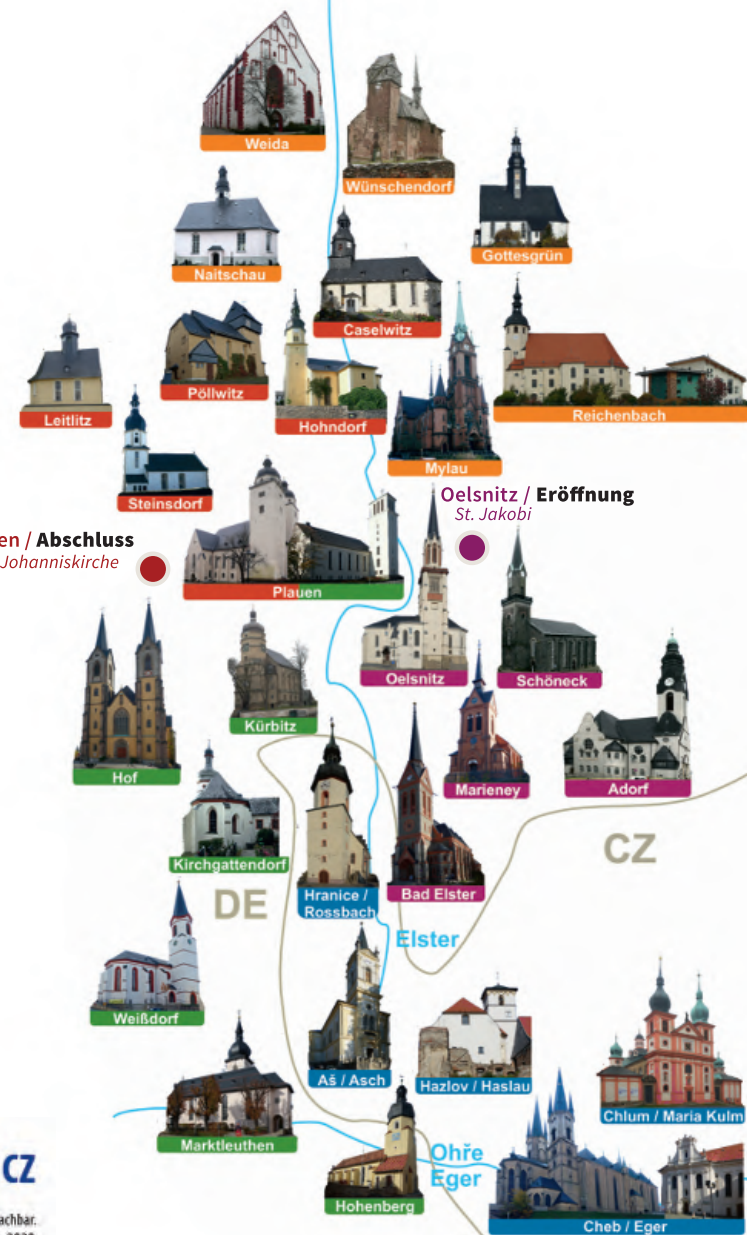 Weida
Wünschendorf
Gottesgrün
Naitschau
Caselwitz
Leitlitz
Pöllwitz
Hohndorf
Reichenbach
Mylau
Steinsdorf
Oelsnitz / Eröffnung
St. Jakobi
en / Abschluss
Johanniskirche
Plauen
Oelsnitz
Schöneck
Kürbitz
Hof
Marieney
Adorf
Kirchgattendorf
CZ
DE
Hranice /
Rossbach
Bad Elster
Elster
Weißdorf
Aš / Asch
Hazlov / Haslau
Chlum / Maria Kulm
Marktleuthen
Ohře
Eger
CZ
Hohenberg
Cheb / Eger
achbar.